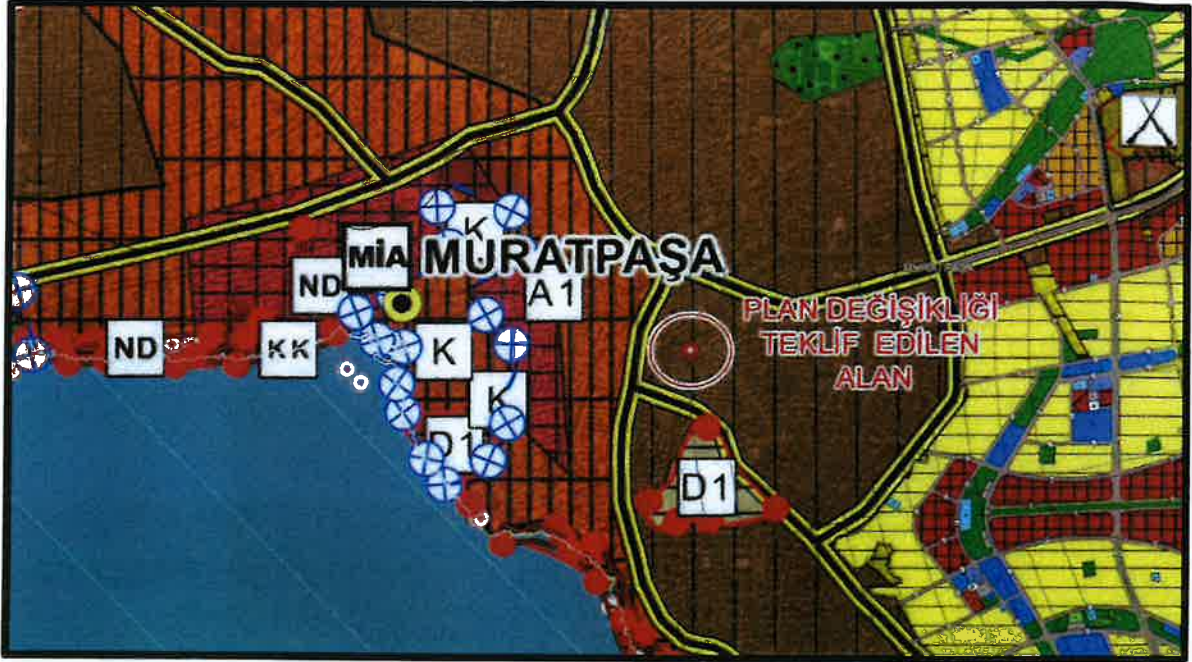 K
MİA MURATPAŞA
ND
A1
PLAN DEĞİŞİKLİĞİ
TEKLİF EDİLEN
ALAN
ND
KK
K
K
D1
D1